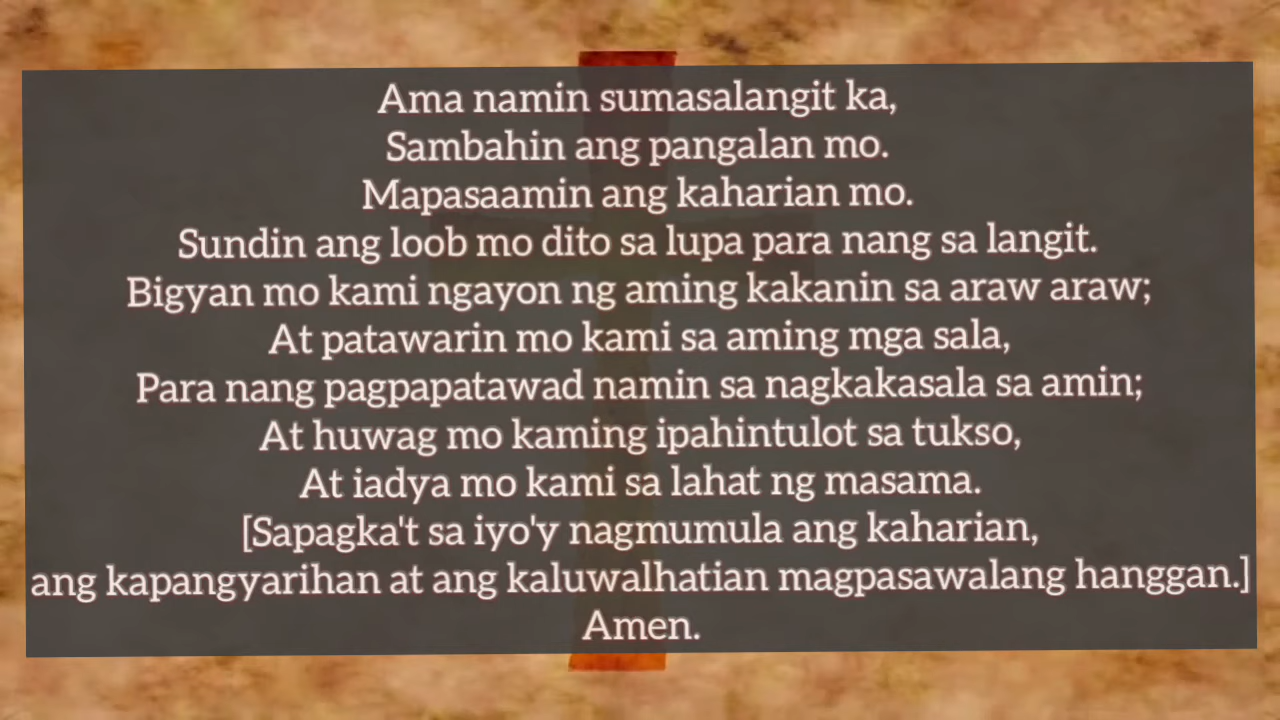 Ama namin sumasalangit ka,
Sambahin ang pangalan mo.
Mapasaamin ang kaharian mo.
Sundin ang loob mo dito sa lupa para nang sa langit.
Bigyan mo kami ngayon ng aming kakanin sa araw araw;
At patawarin mo kami sa aming mga sala,
Para nang pagpapatawad namin sa nagkakasala sa amin;
At huwag mo kaming ipahintulot sa tukso,
At iadya mo kami sa lahat ng masama.
[Sapagka't sa iyo'y nagmumula ang kaharian,
ang kapangyarihan at ang kaluwalhatian magpasawalang hanggan.]
Amen.